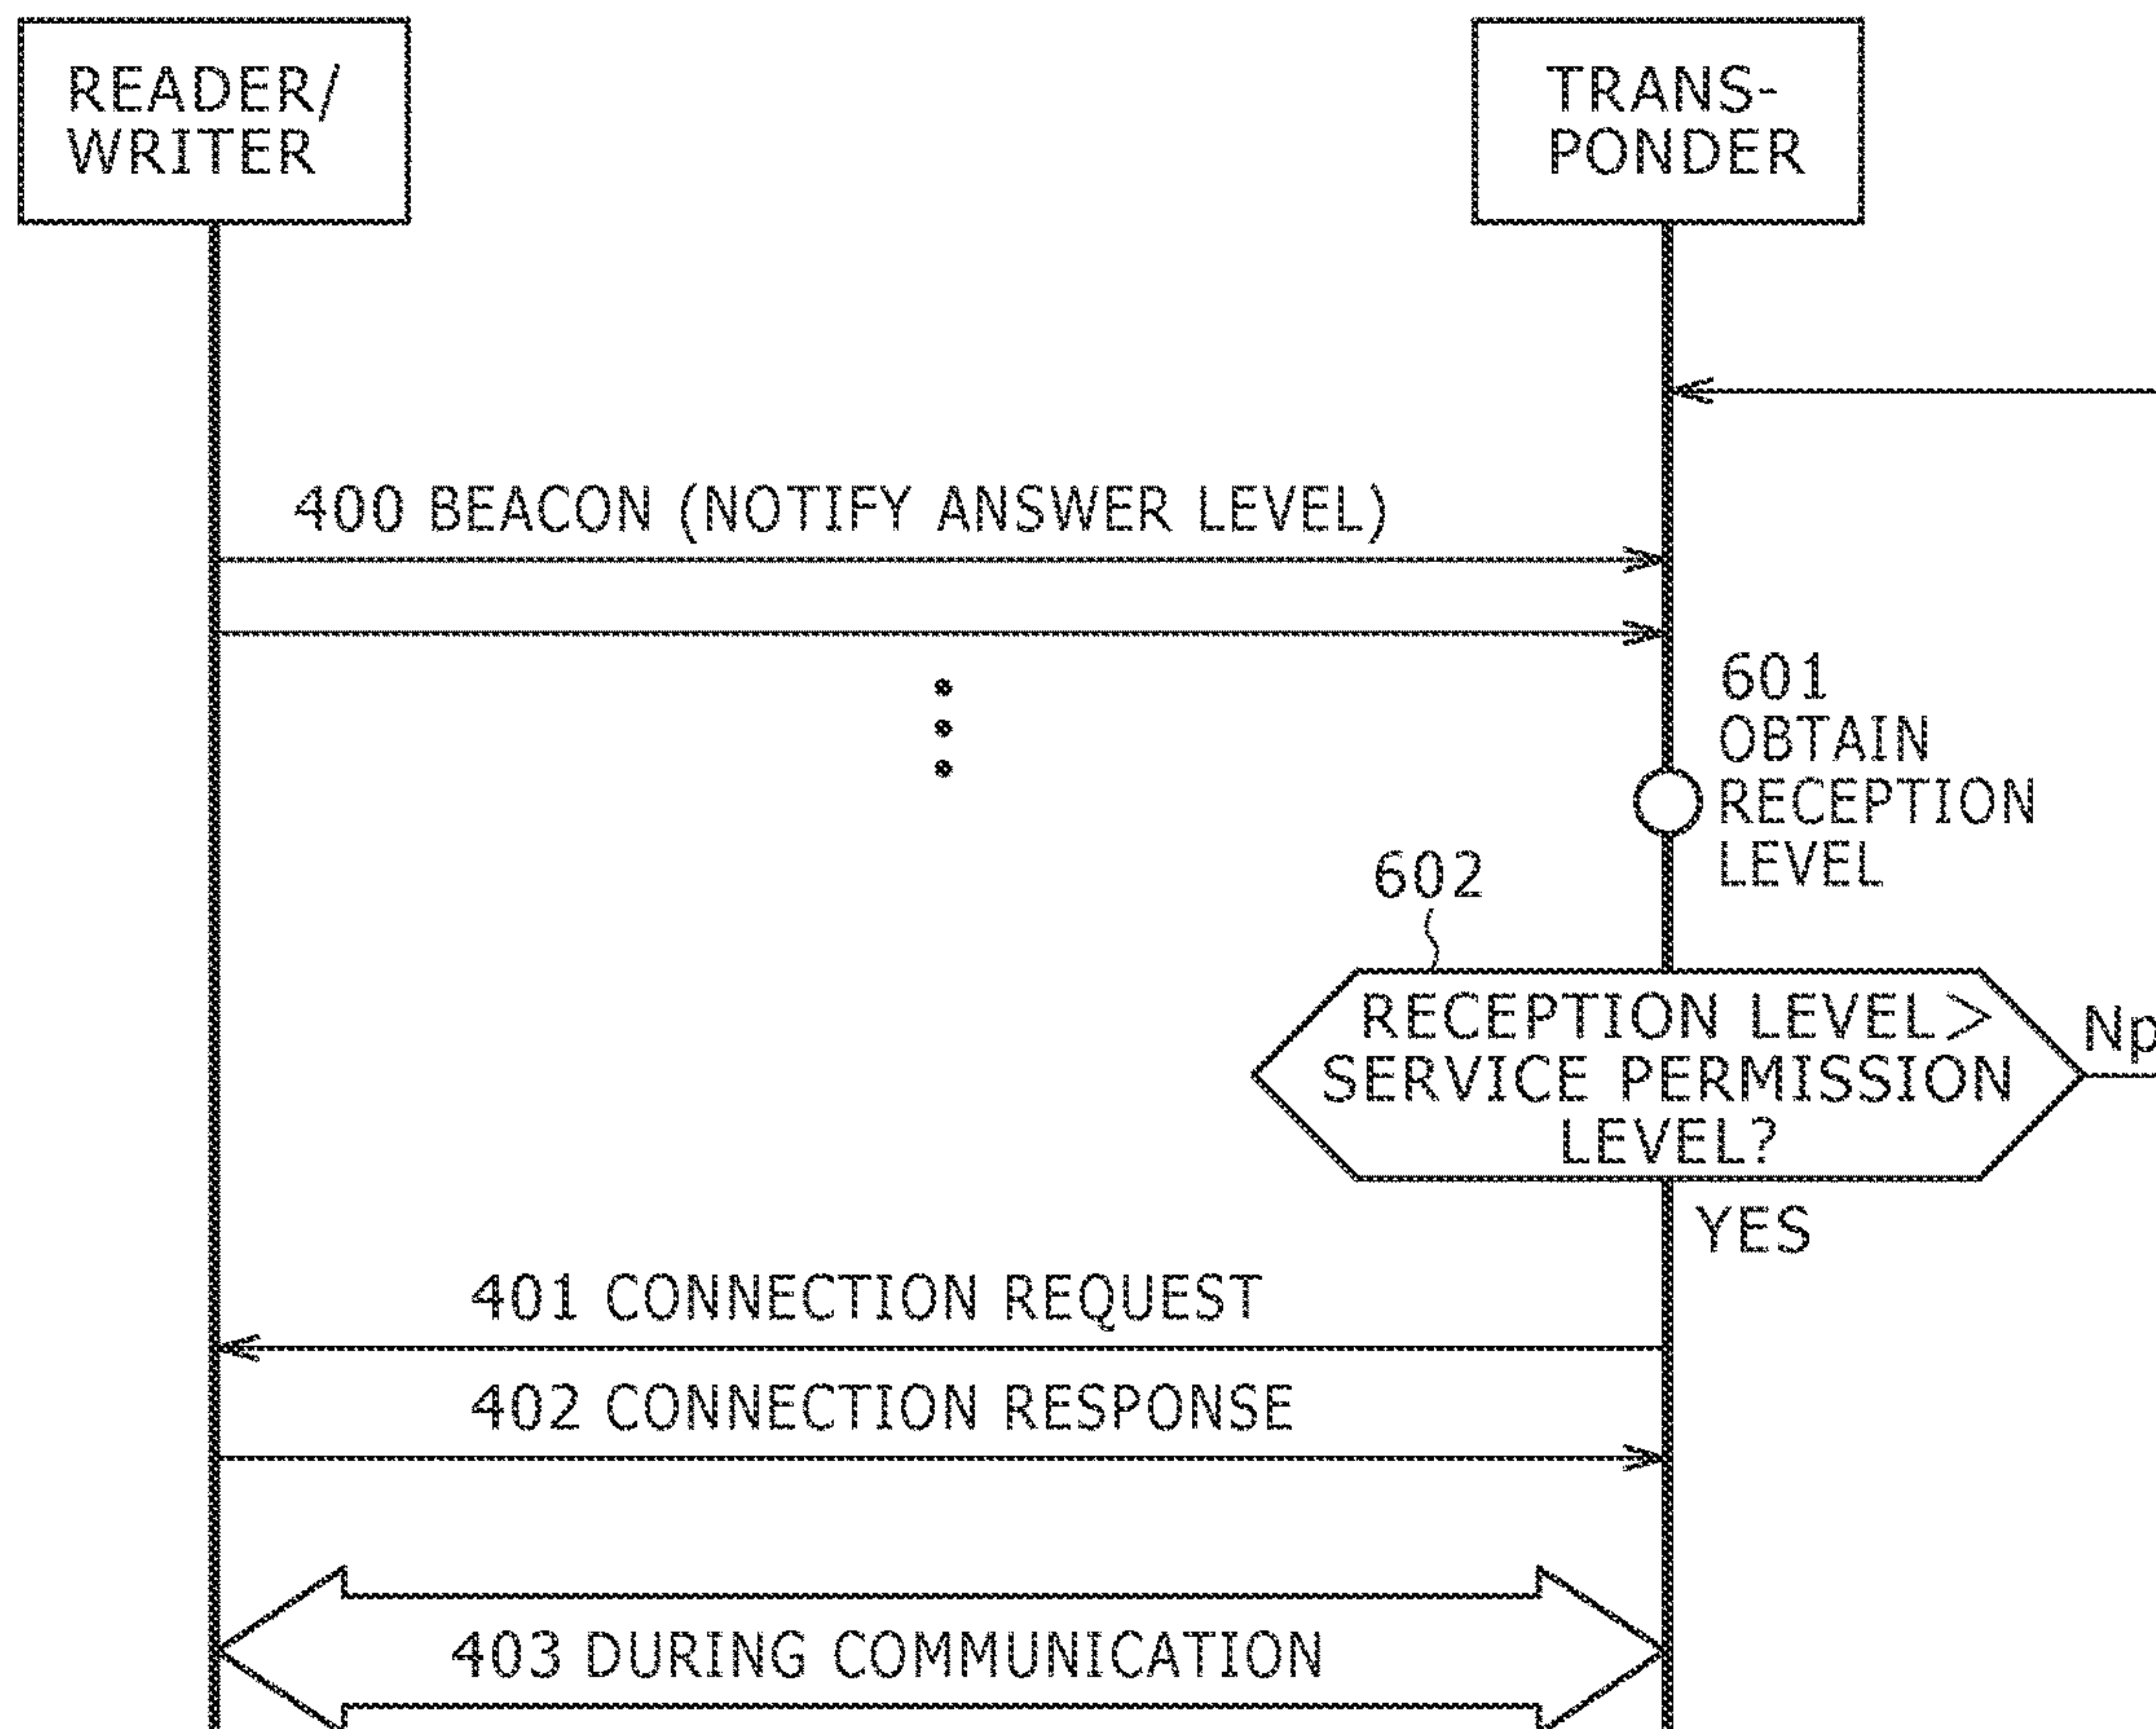 READER/
WRITER
TRANS-
PONDER
400 BEACON (NOTIFY ANSWER LEVEL)
601
OBTAIN
RECEPTION
LEVEL
602
RECEPTION LEVEL>
SERVICE PERMISSION
LEVEL?
YES
401 CONNECTION REQUEST
402 CONNECTION RESPONSE
403 DURING COMMUNICATION